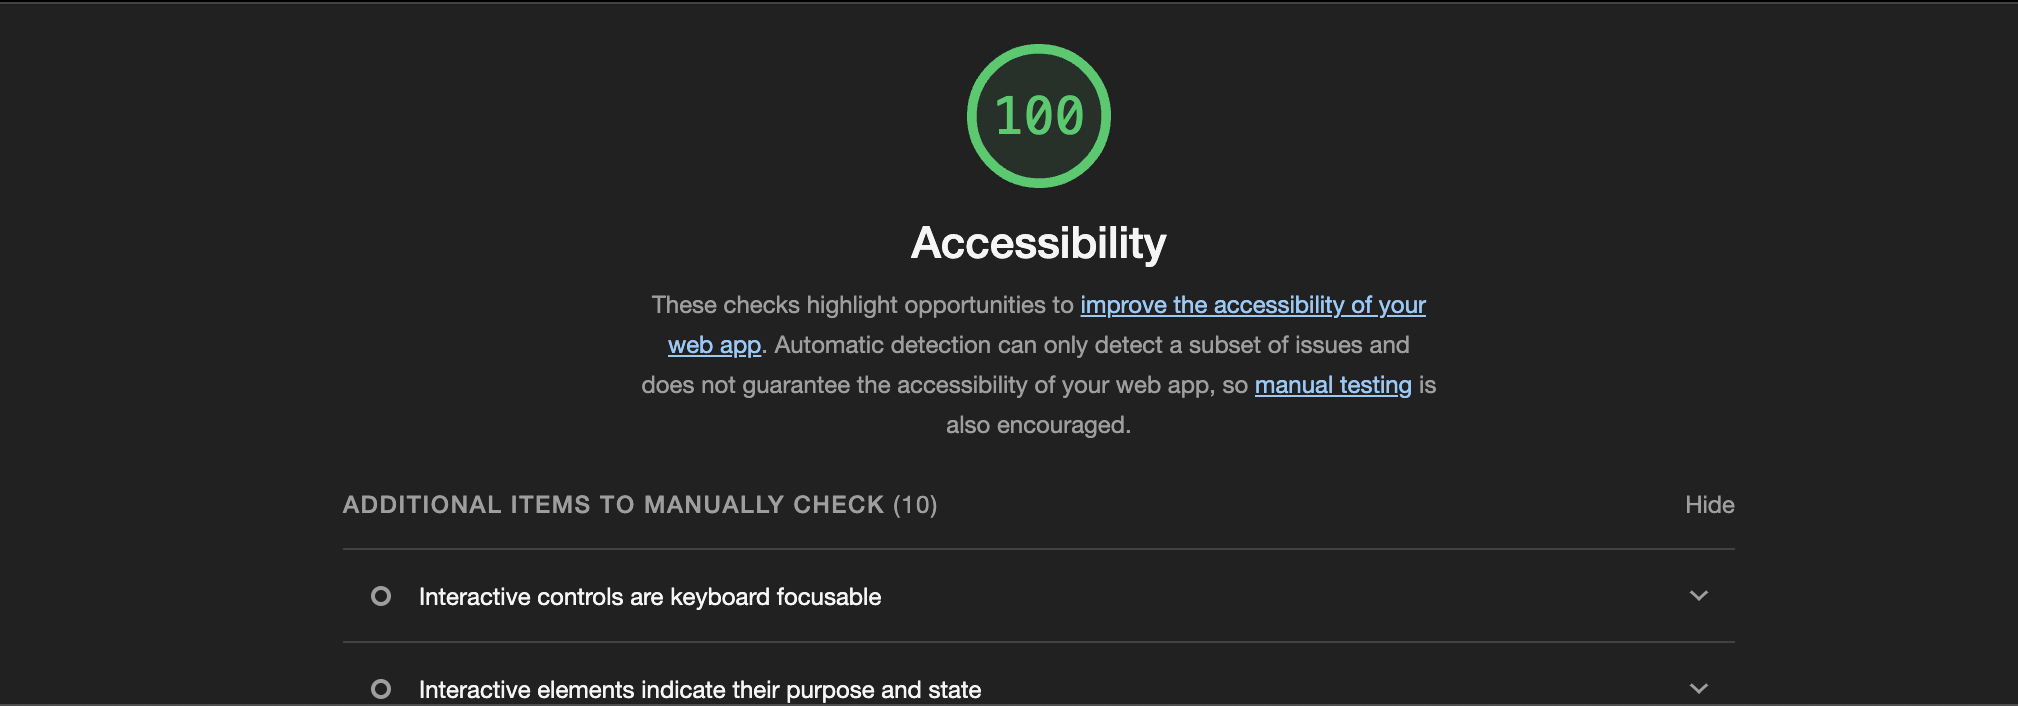 100
Accessibility
These checks highlight opportunities to improve the accessibility of your
web app. Automatic detection can only detect a subset of issues and
does not guarantee the accessibility of your web app, so manual testing is
also encouraged.
ADDITIONAL ITEMS TO MANUALLY CHECK (10) Hide
Interactive controls are keyboard focusable
Interactive elements indicate their purpose and state